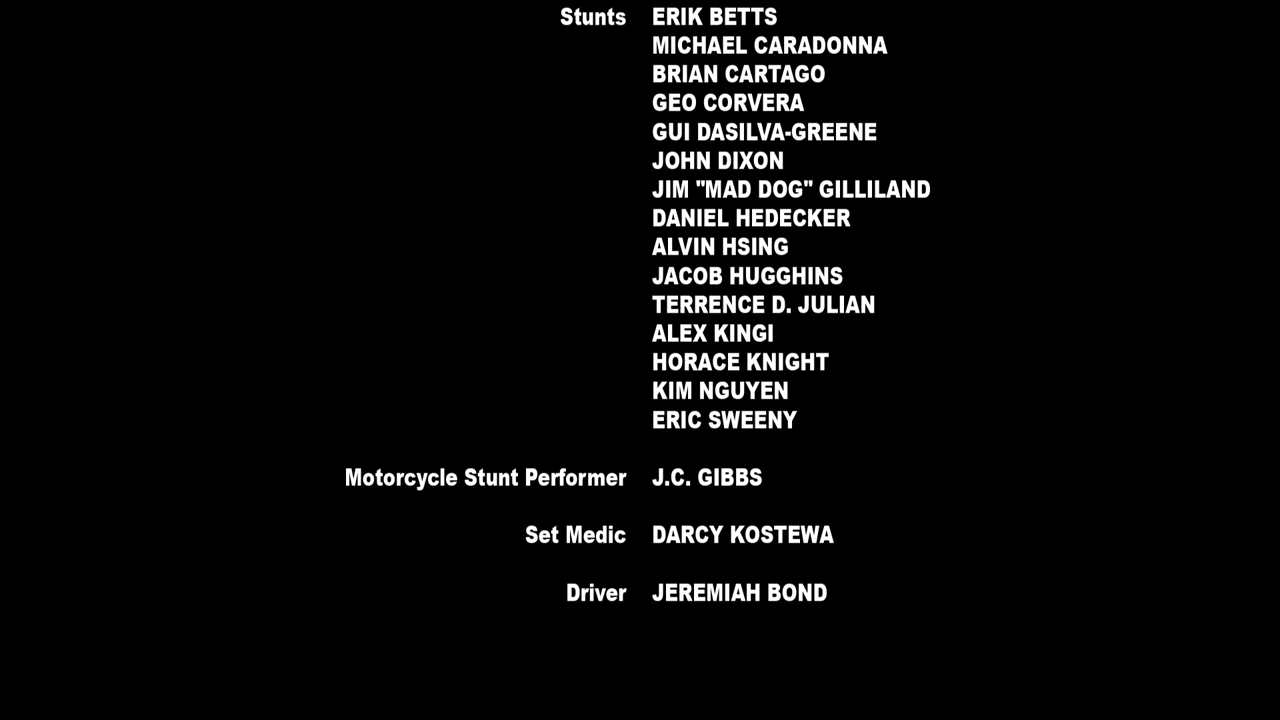 Stunts ERIK BETTS
MICHAEL CARADONNA
BRIAN CARTAGO
GEO CORVERA
GUI DASILVA-GREENE
JOHN DIXON
JIM "MAD DOG" GILLILAND
DANIEL HEDECKER
ALVIN HSING
JACOB HUGGHINS
TERRENCE D. JULIAN
ALEX KINGI
HORACE KNIGHT
KIM NGUYEN
ERIC SWEENY
Motorcycle Stunt Performer J.C. GIBBS
Set Medic DARCY KOSTEWA
Driver JEREMIAH BOND